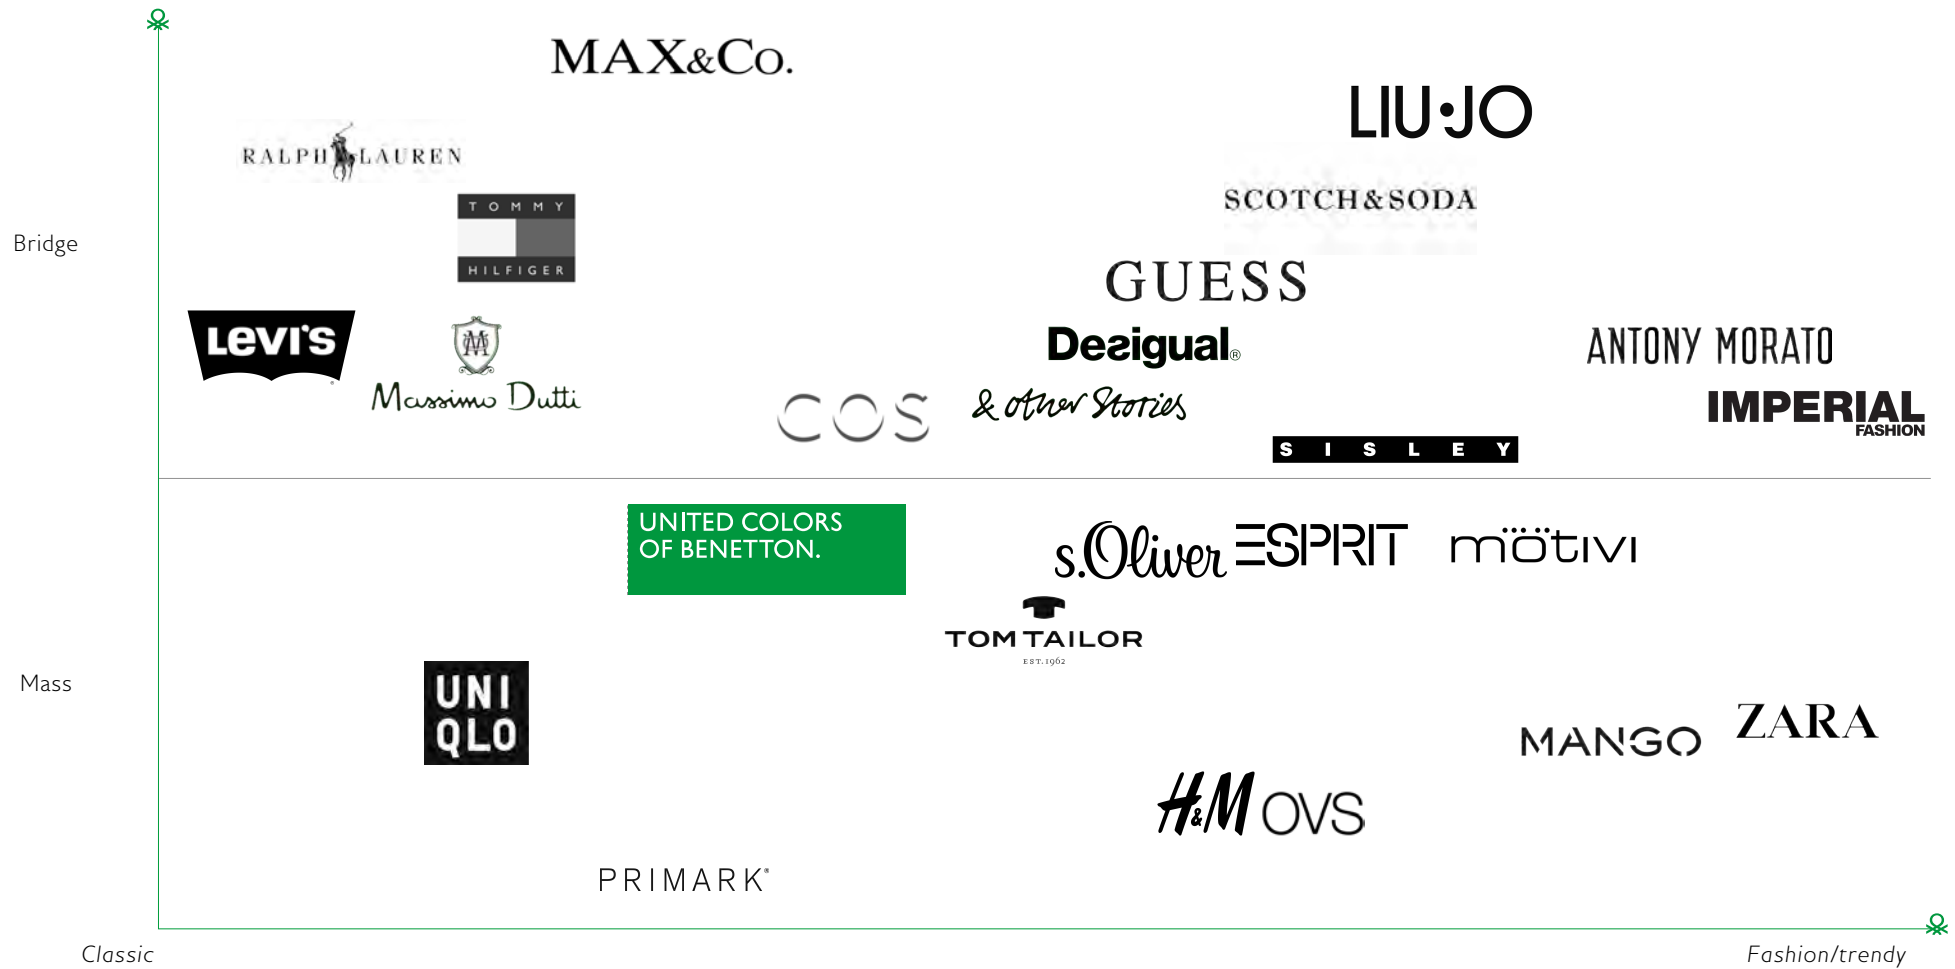 MAX&Co.
LIU•JO
RALPH LAUREN
SCOTCH&SODA
TOMMY
HILFIGER
Bridge
GUESS
LEVI'S
®
M
Massimo Dutti
Desigual®
ANTONY MORATO
COS
& other Stories
IMPERIAL
FASHION
SISLEY
UNITED COLORS
OF BENETTON.
s.Oliver
ESPRIT
mötivi
TOM TAILOR
EST.1962
Mass
UNI
QLO
MANGO
ZARA
H&M
OVS
PRIMARK®
Classic
Fashion/trendy